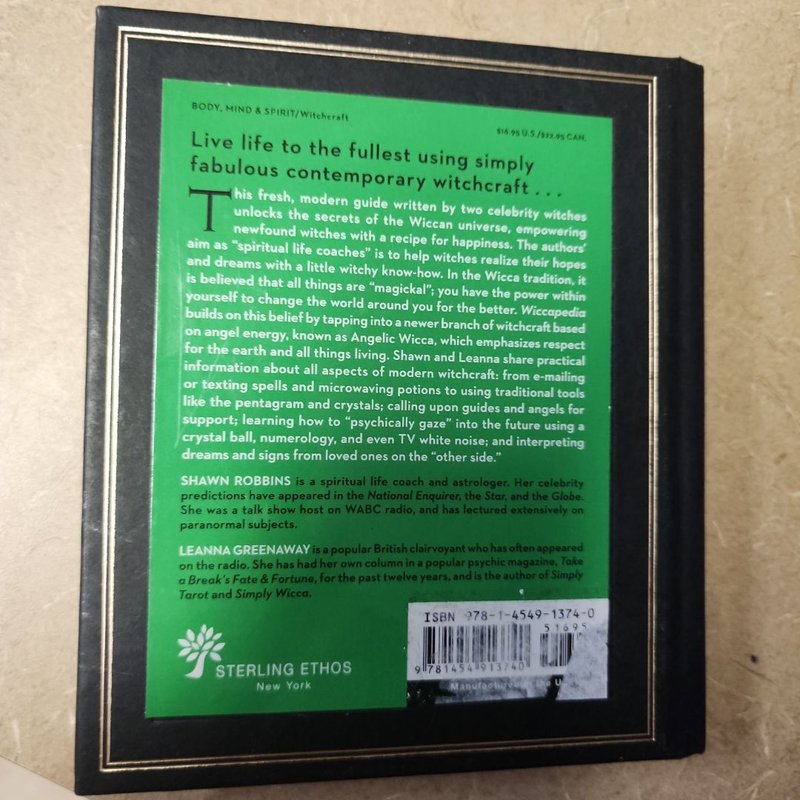 BODY, MIND & SPIRIT/Witchcraft
$16.95 U.S./$22.95 CAN.
Live life to the fullest using simply
fabulous contemporary witchcraft . . .
This fresh, modern guide written by two celebrity witches
unlocks the secrets of the Wiccan universe, empowering
newfound witches with a recipe for happiness. The authors'
aim as “spiritual life coaches” is to help witches realize their hopes
and dreams with a little witchy know-how. In the Wicca tradition, it
is believed that all things are “magickal”; you have the power within
yourself to change the world around you for the better. Wiccapedia
builds on this belief by tapping into a newer branch of witchcraft based
on angel energy, known as Angelic Wicca, which emphasizes respect
for the earth and all things living. Shawn and Leanna share practical
information about all aspects of modern witchcraft: from e-mailing
or texting spells and microwaving potions to using traditional tools
like the pentagram and crystals; calling upon guides and angels for
support; learning how to “psychically gaze” into the future using a
crystal ball, numerology, and even TV white noise; and interpreting
dreams and signs from loved ones on the “other side.”
SHAWN ROBBINS is a spiritual life coach and astrologer. Her celebrity
predictions have appeared in the National Enquirer, the Star, and the Globe.
She was a talk show host on WABC radio, and has lectured extensively on
paranormal subjects.
LEANNA GREENAWAY is a popular British clairvoyant who has often appeared
on the radio. She has had her own column in a popular psychic magazine, Take
a Break's Fate & Fortune, for the past twelve years, and is the author of Simply
Tarot and Simply Wicca.
ISBN 978-1-4549-1374-0
51695
9 781454 913740
STERLING ETHOS
New York